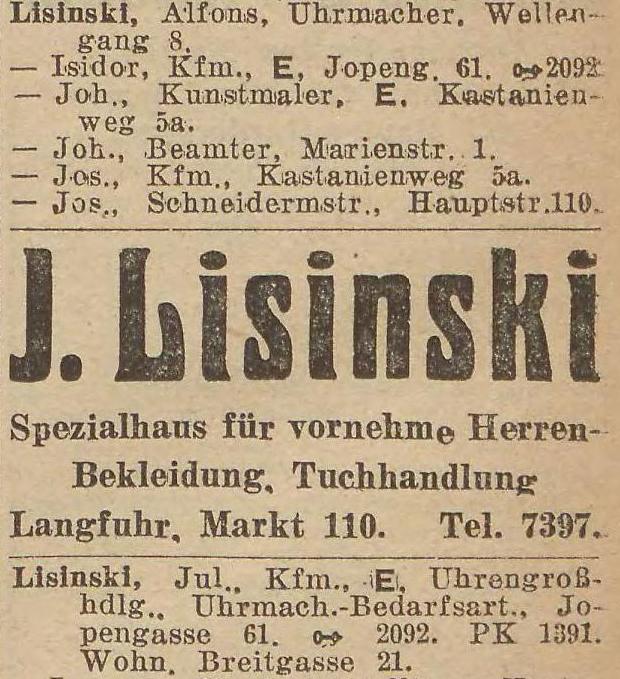 Lisinski, Alfons, Uhrmacher, Wellen-
gang 8.
— Isidor, Kfm., E, Jopeng. 61. 2092
— Joh., Kunstmaler, E, Kastanien-
weg 5a.
— Joh., Beamter, Marienstr. 1.
— Jos., Kfm., Kastanienweg 5a.
— Jos., Schneidermstr., Hauptstr.110.
J. Lisinski
Spezialhaus für vornehme Herren-
Bekleidung, Tuchhandlung
Langfuhr, Markt 110. Tel. 7397.
Lisinski, Jul., Kfm., E, Uhrengroß-
hdlg., Uhrmach.-Bedarfsart., Jo-
pengasse 61. 2092. PK 1391.
Wohn. Breitgasse 21.